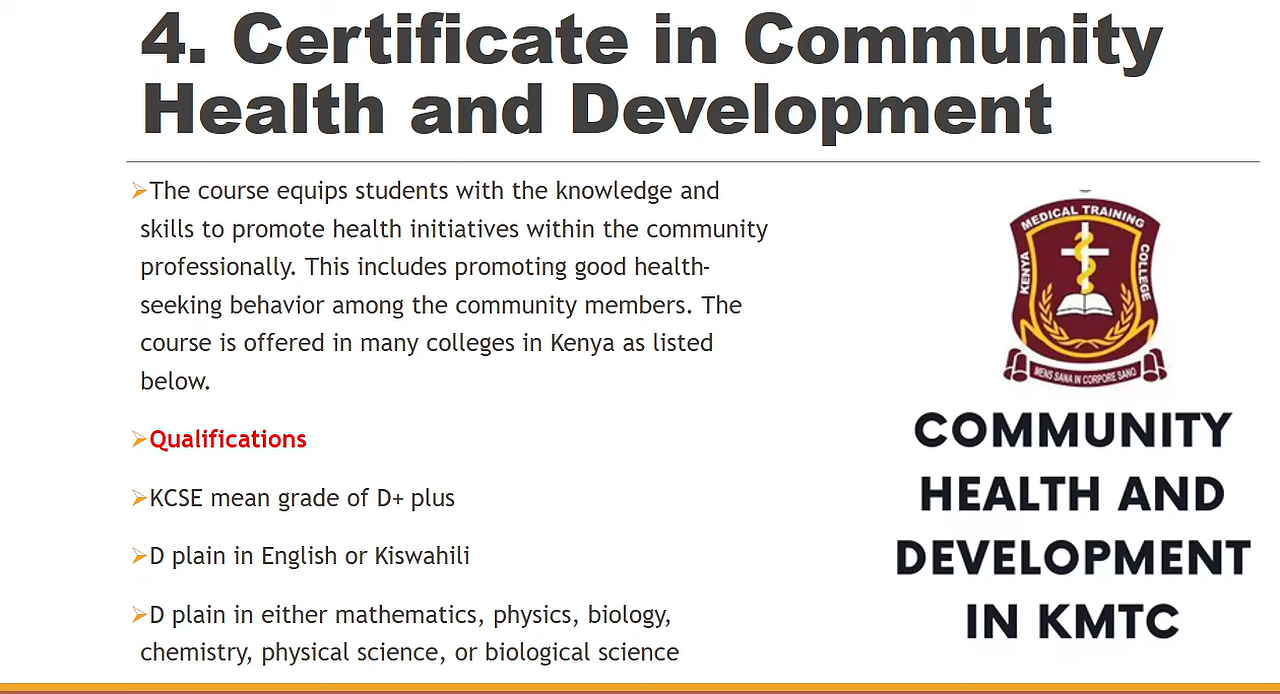 4. Certificate in Community
Health and Development
The course equips students with the knowledge and
skills to promote health initiatives within the community
professionally. This includes promoting good health-
seeking behavior among the community members. The
course is offered in many colleges in Kenya as listed
below.
Qualifications
KCSE mean grade of D+ plus
D plain in English or Kiswahili
D plain in either mathematics, physics, biology,
chemistry, physical science, or biological science
KENYA MEDICAL TRAINING COLLEGE
MENS SANA IN CORPORE SANO
COMMUNITY
HEALTH AND
DEVELOPMENT
IN KMTC